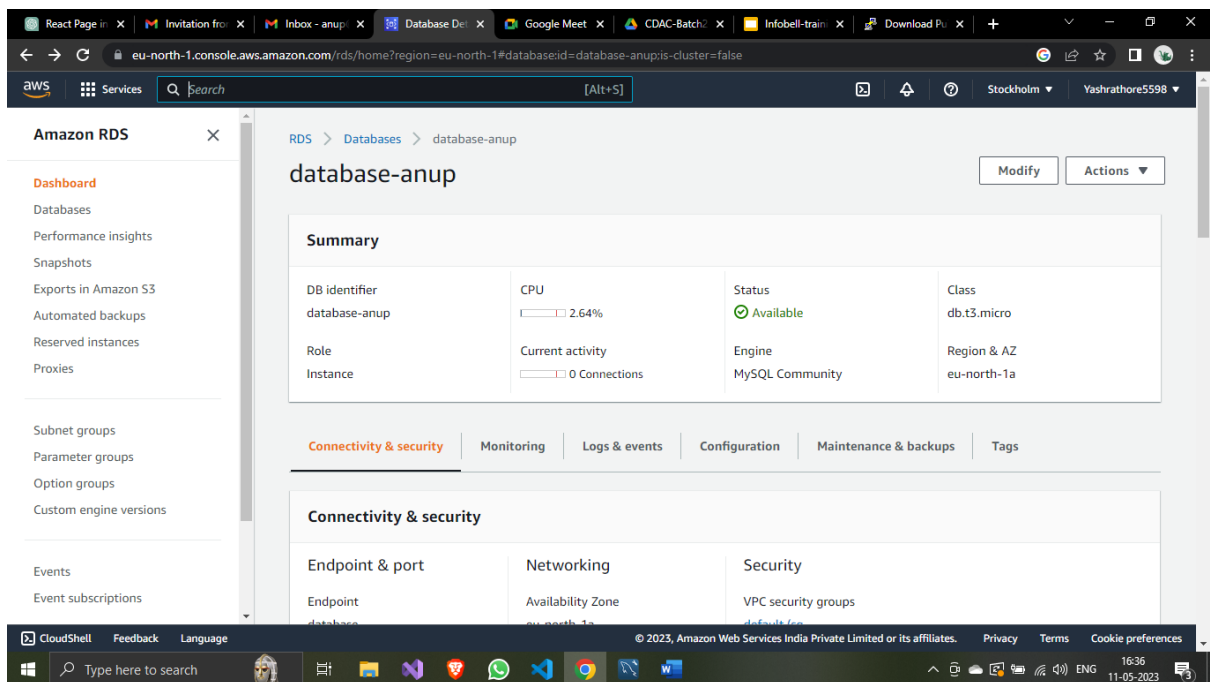 React Page in
Invitation fro
Inbox - anup
Database Det
Google Meet
CDAC-Batch2
Infobell-train
Download Pu
eu-north-1.console.aws.amazon.com/rds/home?region=eu-north-1#database:id=database-anup;is-cluster=false
aws Services Search [Alt+S] Stockholm Yashrathore5598
Amazon RDS
Dashboard
Databases
Performance insights
Snapshots
Exports in Amazon S3
Automated backups
Reserved instances
Proxies
Subnet groups
Parameter groups
Option groups
Custom engine versions
Events
Event subscriptions
RDS > Databases > database-anup
database-anup
Modify Actions
Summary
DB identifier
database-anup
CPU
2.64%
Status
Available
Class
db.t3.micro
Role
Instance
Current activity
0 Connections
Engine
MySQL Community
Region & AZ
eu-north-1a
Connectivity & security Monitoring Logs & events Configuration Maintenance & backups Tags
Connectivity & security
Endpoint & port
Endpoint
Networking
Availability Zone
eu-north-1a
Security
VPC security groups
CloudShell Feedback Language © 2023, Amazon Web Services India Private Limited or its affiliates. Privacy Terms Cookie preferences
Type here to search
ENG
16:36
11-05-2023
3